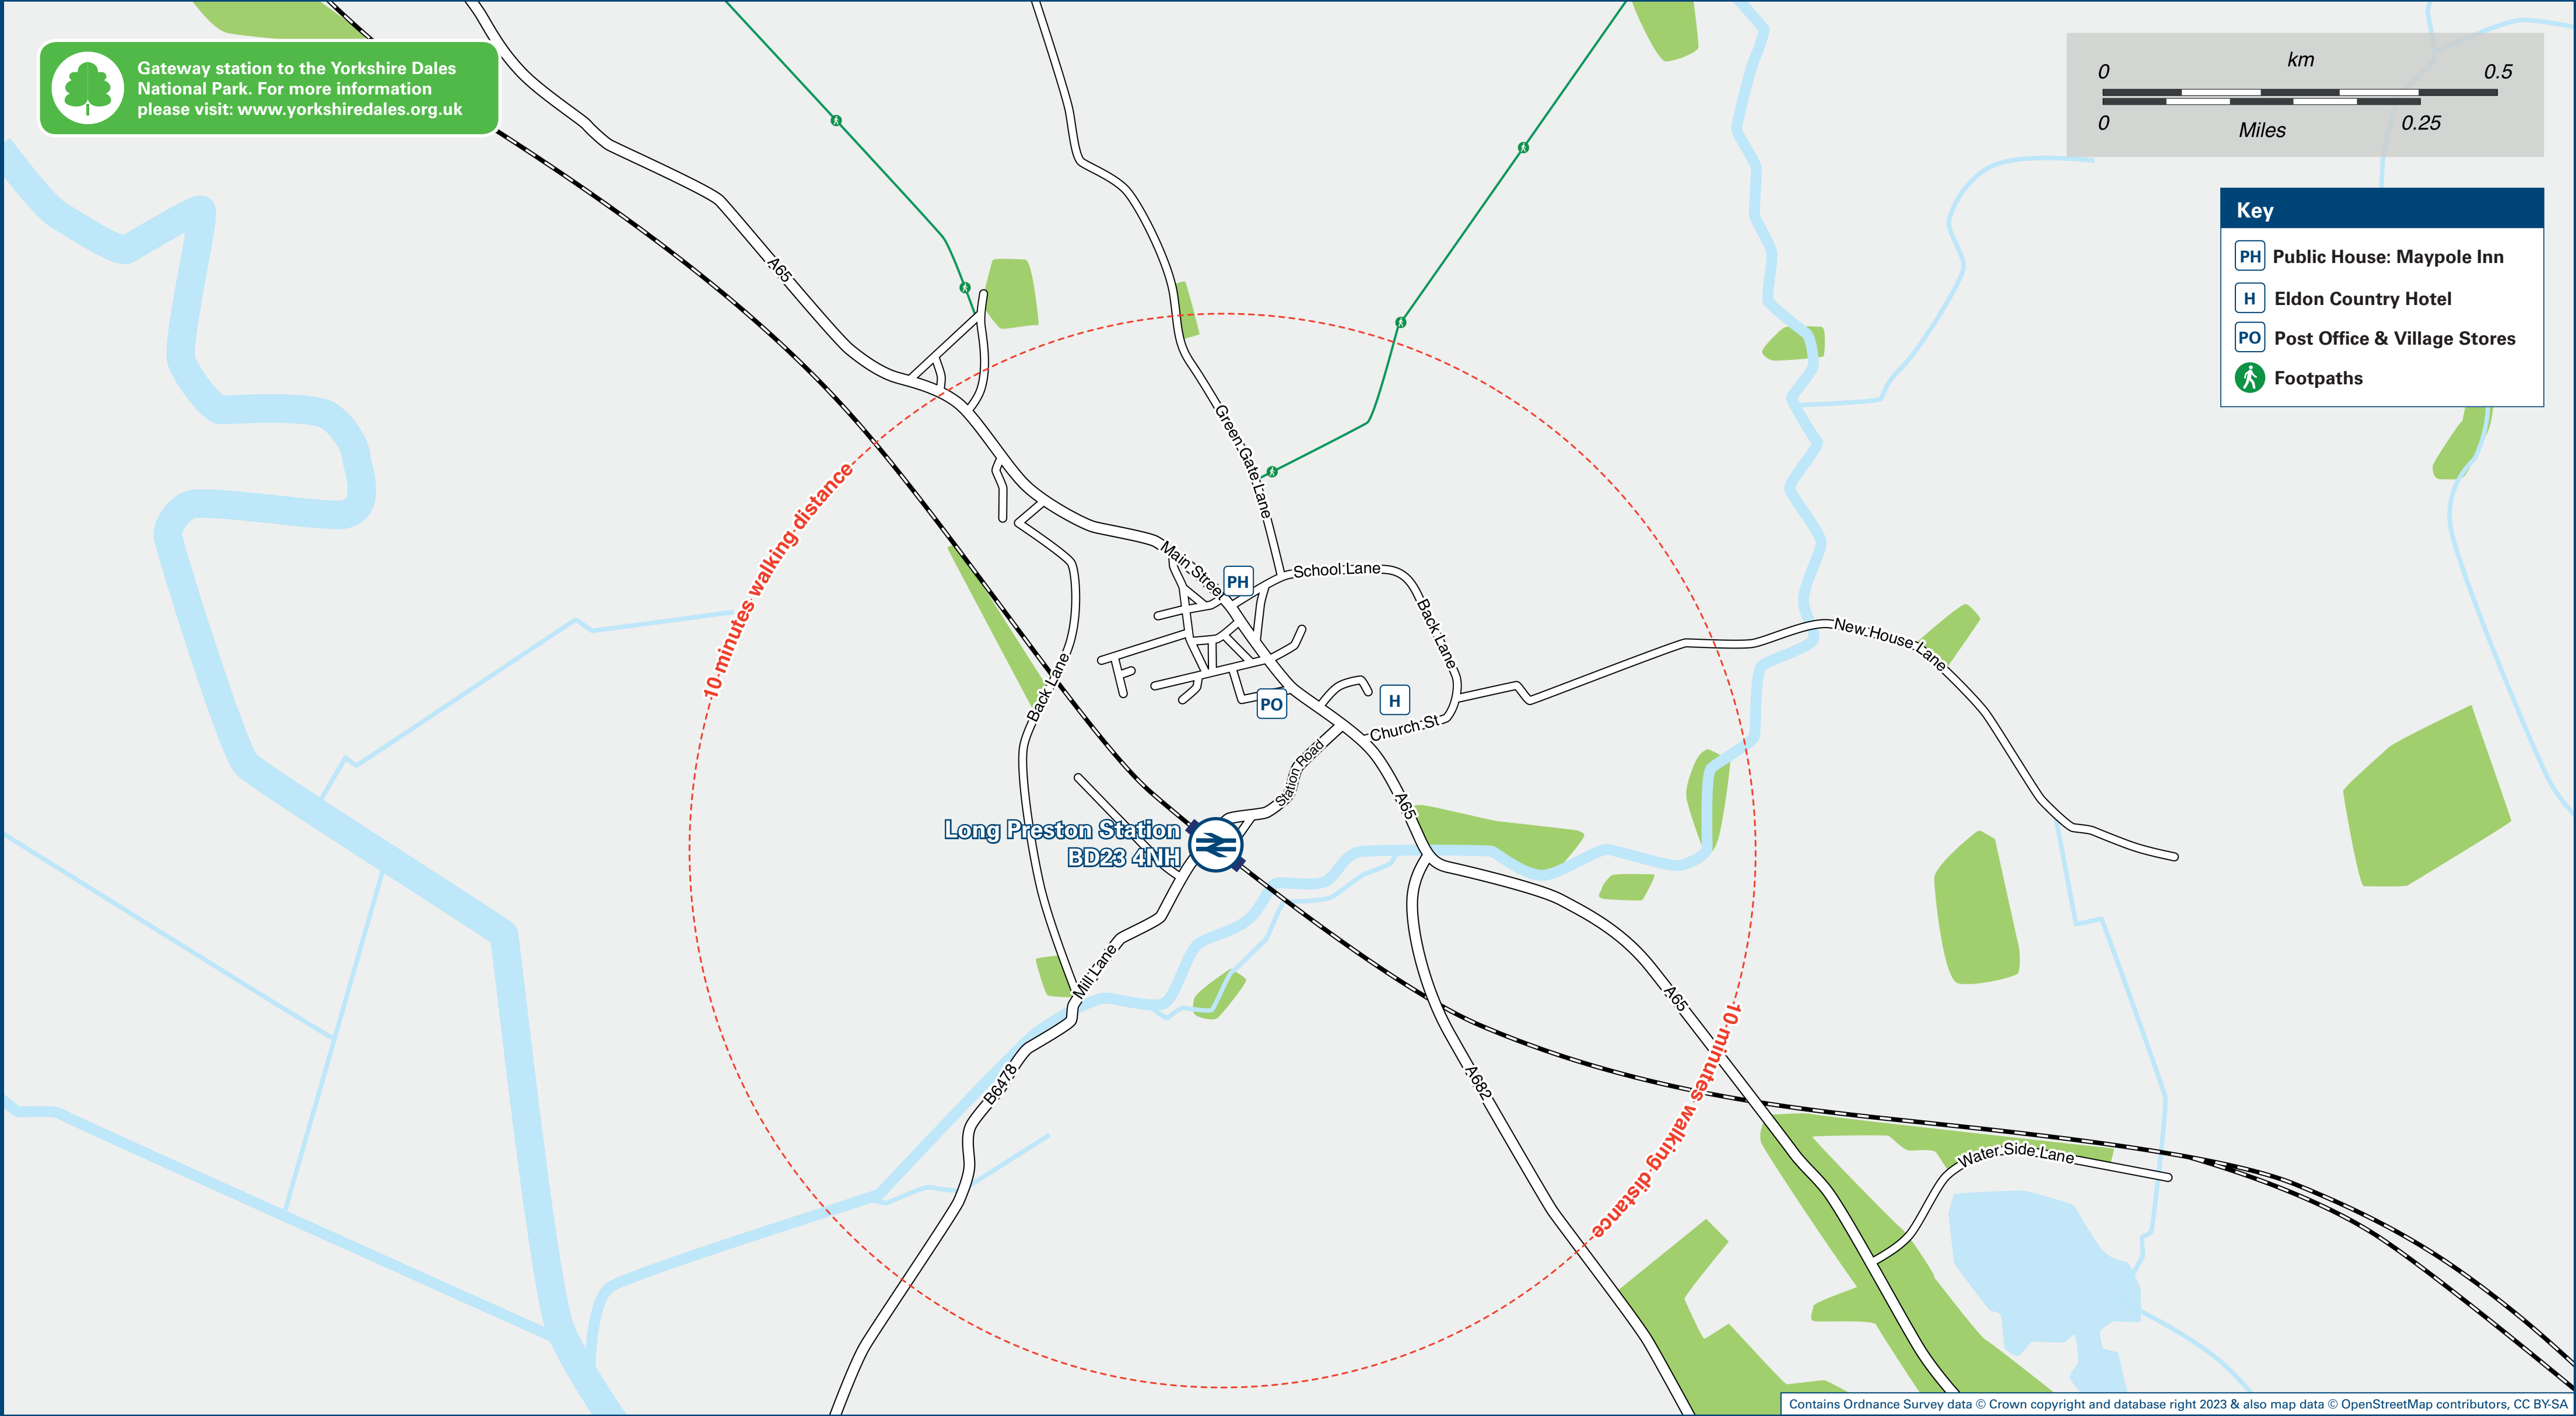 Gateway station to the Yorkshire Dales
National Park. For more information
please visit: www.yorkshiredales.org.uk
km
0
0.5
0
0.25
Miles
Key
PH Public House: Maypole Inn
H Eldon Country Hotel
PO Post Office & Village Stores
Footpaths
A65
Green Gate Lane
10 minutes walking distance
Main Street
PH
School Lane
Back Lane
New House Lane
Back Lane
PO
H
Church St
Station Road
A65
Long Preston Station
BD23 4NH
Mill Lane
A65
10 minutes walking distance
B6478
A682
Water Side Lane
Contains Ordnance Survey data © Crown copyright and database right 2023 & also map data © OpenStreetMap contributors, CC BY-SA